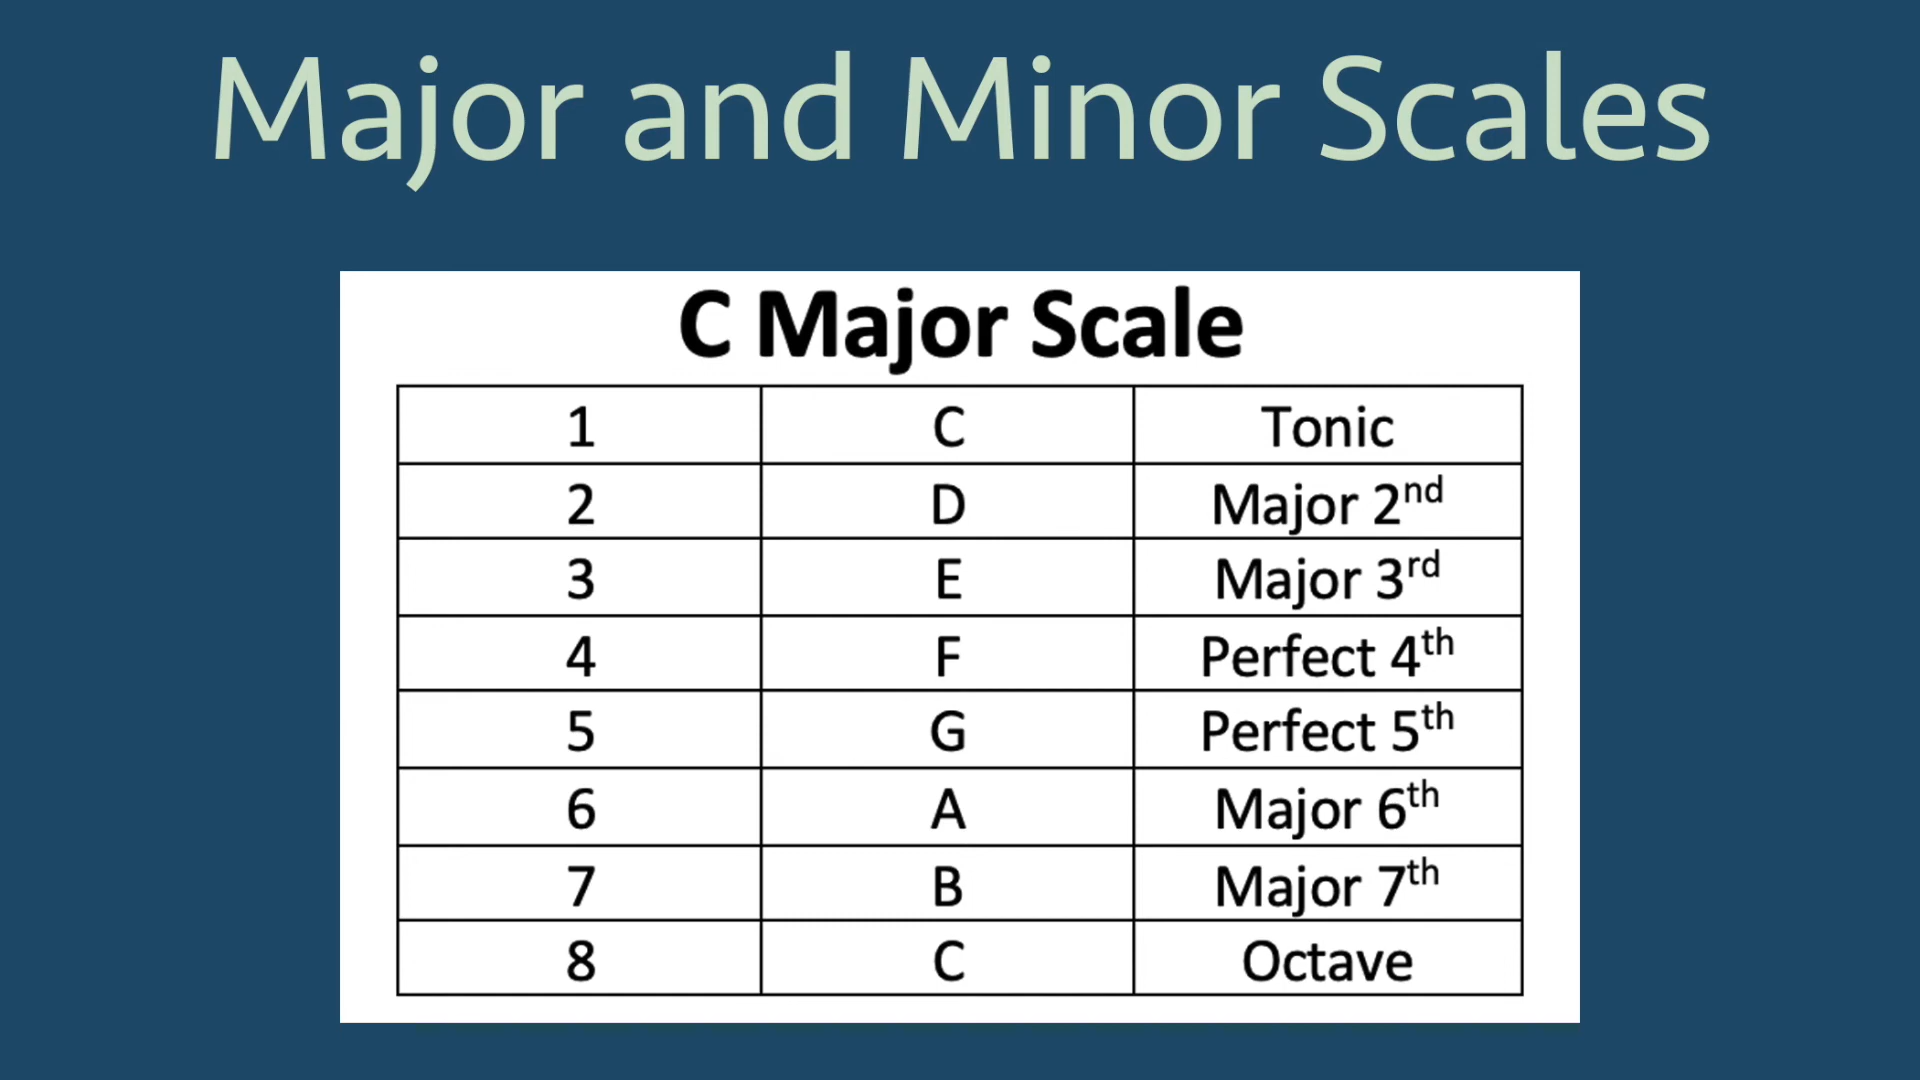 Major and Minor Scales
C Major Scale
1 C Tonic
2 D Major 2nd
3 E Major 3rd
4 F Perfect 4th
5 G Perfect 5th
6 A Major 6th
7 B Major 7th
8 C Octave